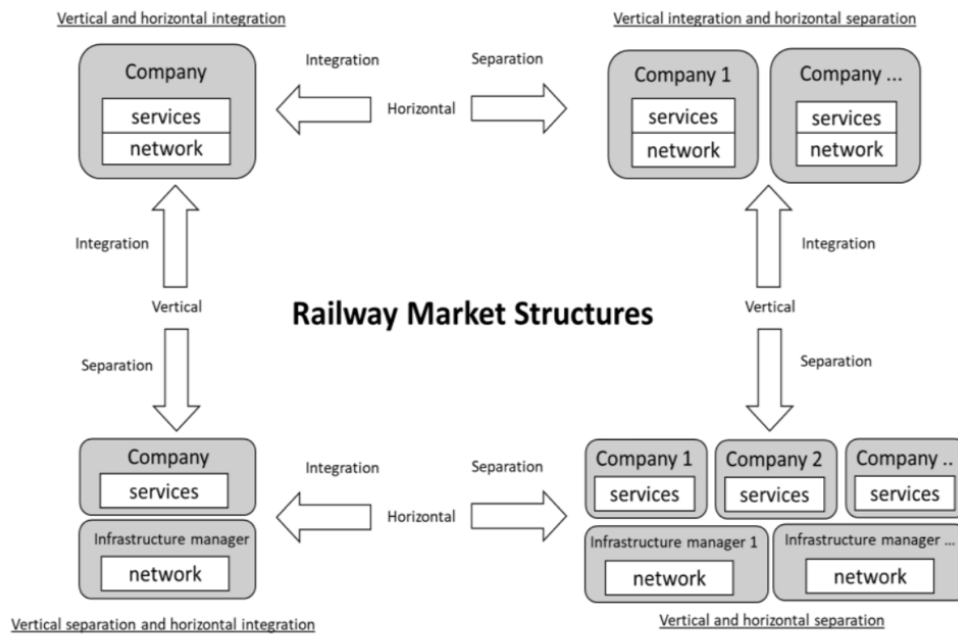 Vertical and horizontal integration
Vertical integration and horizontal separation
Company
services
network
Integration
Horizontal
Separation
Company 1
services
network
Company ...
services
network
Integration
Vertical
Separation
Railway Market Structures
Integration
Vertical
Separation
Company
services
Infrastructure manager
network
Integration
Horizontal
Separation
Company 1
services
Company 2
services
Company ..
services
Infrastructure manager 1
network
Infrastructure manager ...
network
Vertical separation and horizontal integration
Vertical and horizontal separation